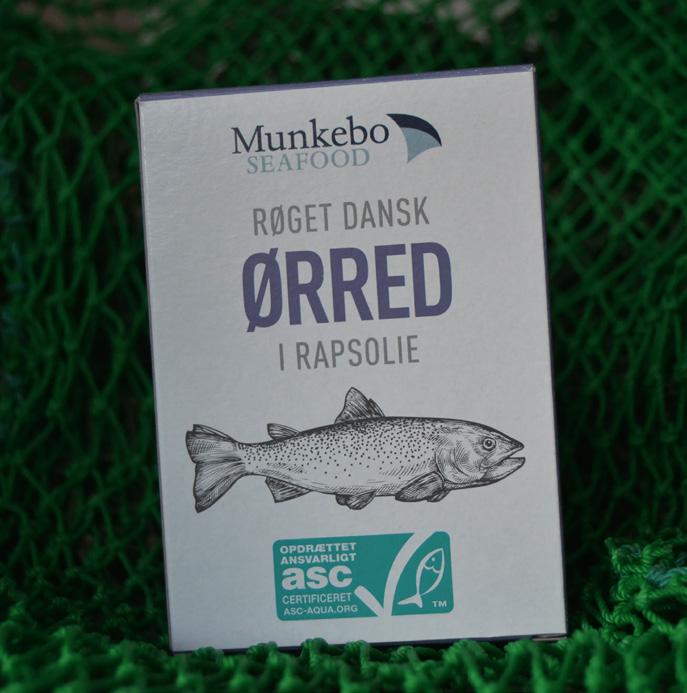 Munkebo
SEAFOOD
RØGET DANSK
ØRRED
I RAPSOLIE
OPDRÆTTET
ANSVARLIGT
asc
CERTIFICERET
ASC-AQUA.ORG
TM